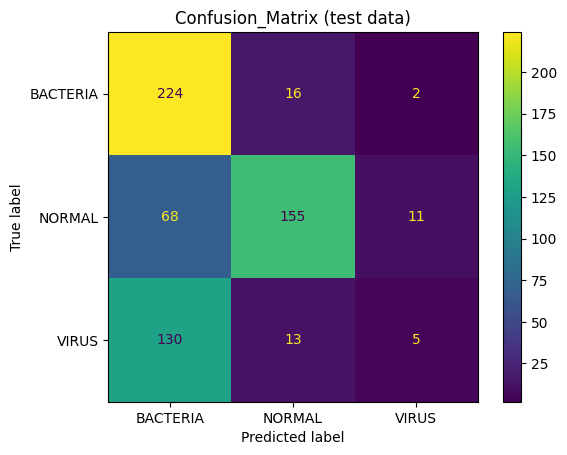 Confusion_Matrix (test data)
True label
BACTERIA 224 16 2
NORMAL 68 155 11
VIRUS 130 13 5
BACTERIA NORMAL VIRUS
Predicted label
200
175
150
125
100
75
50
25